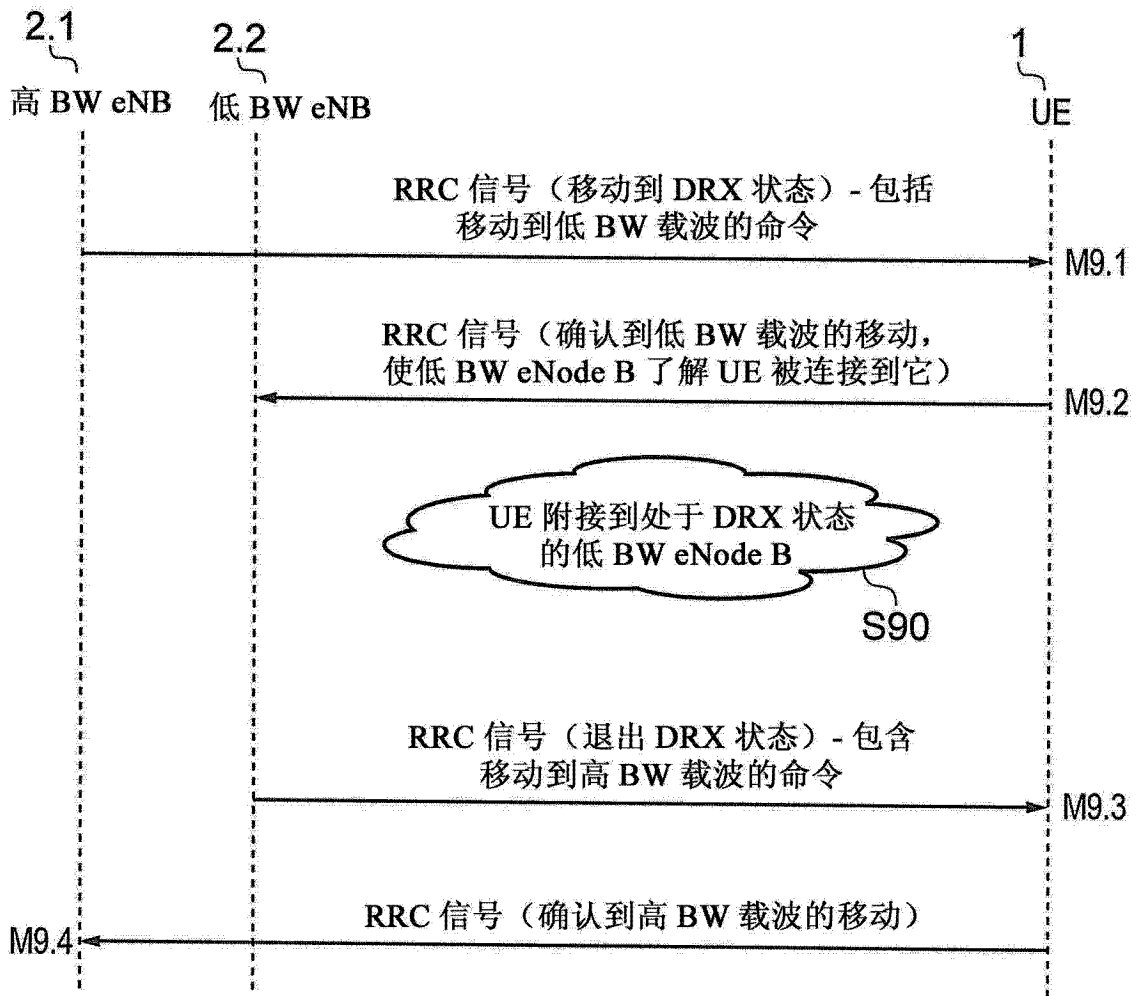 2.1
2.2
1
高 BW eNB
低 BW eNB
UE
RRC 信号（移动到 DRX 状态）- 包括
移动到低 BW 载波的命令
M9.1
RRC 信号（确认到低 BW 载波的移动，
使低 BW eNode B 了解 UE 被连接到它）
M9.2
UE 附接到处于 DRX 状态
的低 BW eNode B
S90
RRC 信号（退出 DRX 状态）- 包含
移动到高 BW 载波的命令
M9.3
RRC 信号（确认到高 BW 载波的移动）
M9.4